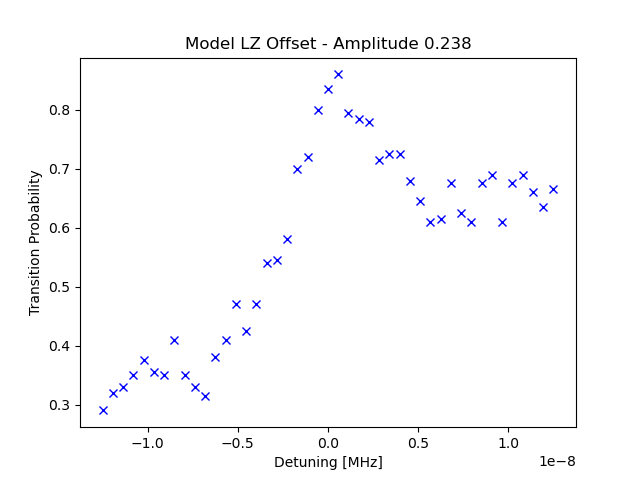 Model LZ Offset - Amplitude 0.238
Transition Probability
0.8
0.7
0.6
0.5
0.4
0.3
−1.0
−0.5
0.0
0.5
1.0
Detuning [MHz]
1e−8